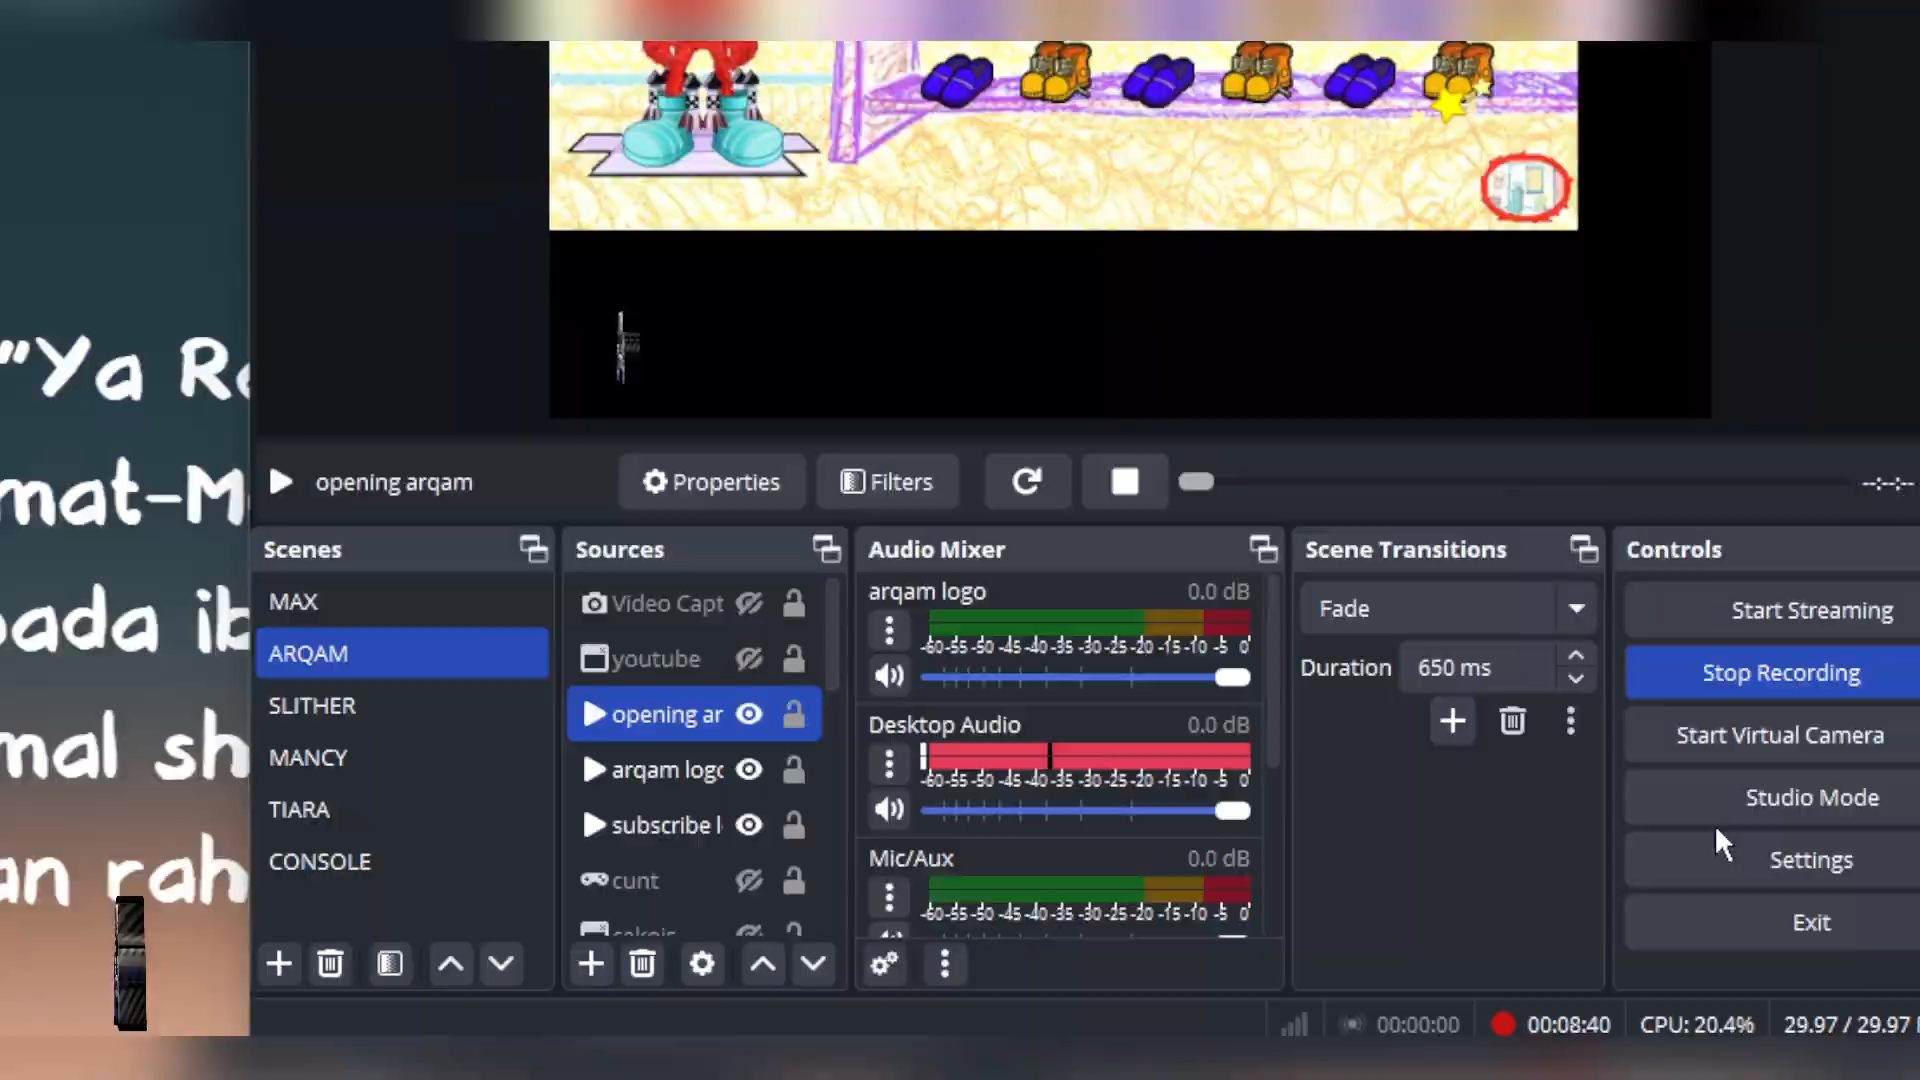 "Ya Ra
mat-M
pada ib
mal sh
an rah
opening arqam
Properties
Filters
--:--:--
Scenes
MAX
ARQAM
SLITHER
MANCY
TIARA
CONSOLE
Sources
Video Capt
youtube
opening ar
arqam logo
subscribe l
cunt
Audio Mixer
arqam logo 0.0 dB
-60 -55 -50 -45 -40 -35 -30 -25 -20 -15 -10 -5 0
Desktop Audio 0.0 dB
-60 -55 -50 -45 -40 -35 -30 -25 -20 -15 -10 -5 0
Mic/Aux 0.0 dB
-60 -55 -50 -45 -40 -35 -30 -25 -20 -15 -10 -5 0
Scene Transitions
Fade
Duration 650 ms
Controls
Start Streaming
Stop Recording
Start Virtual Camera
Studio Mode
Settings
Exit
00:00:00
00:08:40
CPU: 20.4%
29.97 / 29.97